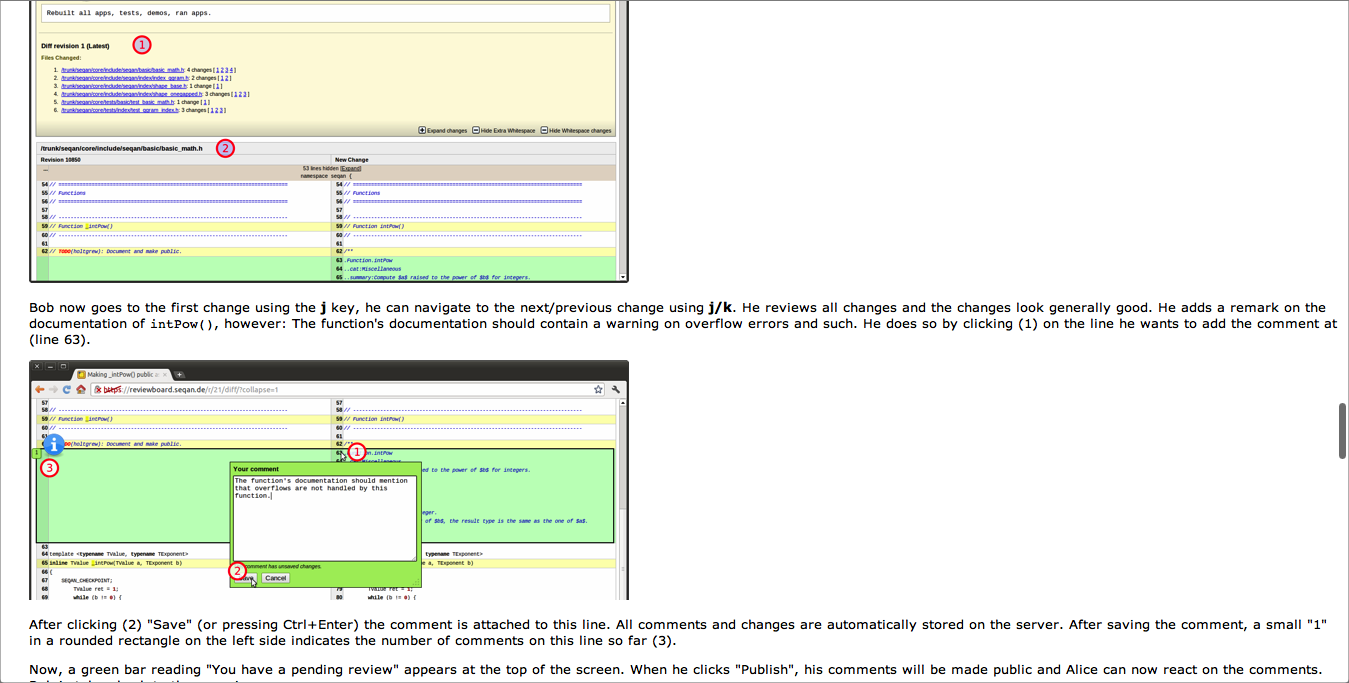 Rebuilt all apps, tests, demos, ran apps.
Diff revision 1 (Latest) 1
Files Changed:
1. /trunk/seqan/core/include/seqan/basic/basic_math.h: 4 changes [ 1 2 3 4 ]
2. /trunk/seqan/core/include/seqan/index/index_qgram.h: 2 changes [ 1 2 ]
3. /trunk/seqan/core/include/seqan/index/shape_base.h: 1 change [ 1 ]
4. /trunk/seqan/core/include/seqan/index/shape_onegapped.h: 3 changes [ 1 2 3 ]
5. /trunk/seqan/core/tests/basic/test_basic_math.h: 1 change [ 1 ]
6. /trunk/seqan/core/tests/index/test_qgram_index.h: 3 changes [ 1 2 3 ]
Expand changes Hide Extra Whitespace Hide Whitespace changes
/trunk/seqan/core/include/seqan/basic/basic_math.h 2
Revision 10850 New Change
... 53 lines hidden [Expand]
namespace seqan {
54 // ============================================================================ 54 // ============================================================================
55 // Functions 55 // Functions
56 // ============================================================================ 56 // ============================================================================
57 57
58 // ---------------------------------------------------------------------------- 58 // ----------------------------------------------------------------------------
59 // Function _intPow() 59 // Function intPow()
60 // ---------------------------------------------------------------------------- 60 // ----------------------------------------------------------------------------
61 61
62 // TODO(holtgrew): Document and make public. 62 /**
63 .Function.intPow
64 ..cat:Miscellaneous
65 ..summary:Compute $a$ raised to the power of $b$ for integers.
Bob now goes to the first change using the j key, he can navigate to the next/previous change using j/k. He reviews all changes and the changes look generally good. He adds a remark on the
documentation of intPow(), however: The function's documentation should contain a warning on overflow errors and such. He does so by clicking (1) on the line he wants to add the comment at
(line 63).
Making _intPow() public a
https://reviewboard.seqan.de/r/21/diff/?collapse=1
57 57
58 // ---------------------------------------------------------------------------- 58 // ----------------------------------------------------------------------------
59 // Function _intPow() 59 // Function intPow()
60 // ---------------------------------------------------------------------------- 60 // ----------------------------------------------------------------------------
61
(holtgrew): Document and make public. 62 /**
1 i 63 n.intPow 1
3
Your comment
The function's documentation should mention
that overflows are not handled by this
function.
ed to the power of $b$ for integers.
eger.
of $b$, the result type is the same as the one of $a$.
63
64 template <typename TValue, typename TExponent> typename TExponent>
65 inline TValue _intPow(TValue a, TExponent b) e a, TExponent b)
comment has unsaved changes.
66 {
2 Cancel
67 SEQAN_CHECKPOINT;
68 TValue ret = 1; 79 TValue ret = 1;
69 while (b != 0) { 80 while (b != 0) {
After clicking (2) "Save" (or pressing Ctrl+Enter) the comment is attached to this line. All comments and changes are automatically stored on the server. After saving the comment, a small "1"
in a rounded rectangle on the left side indicates the number of comments on this line so far (3).
Now, a green bar reading "You have a pending review" appears at the top of the screen. When he clicks "Publish", his comments will be made public and Alice can now react on the comments.